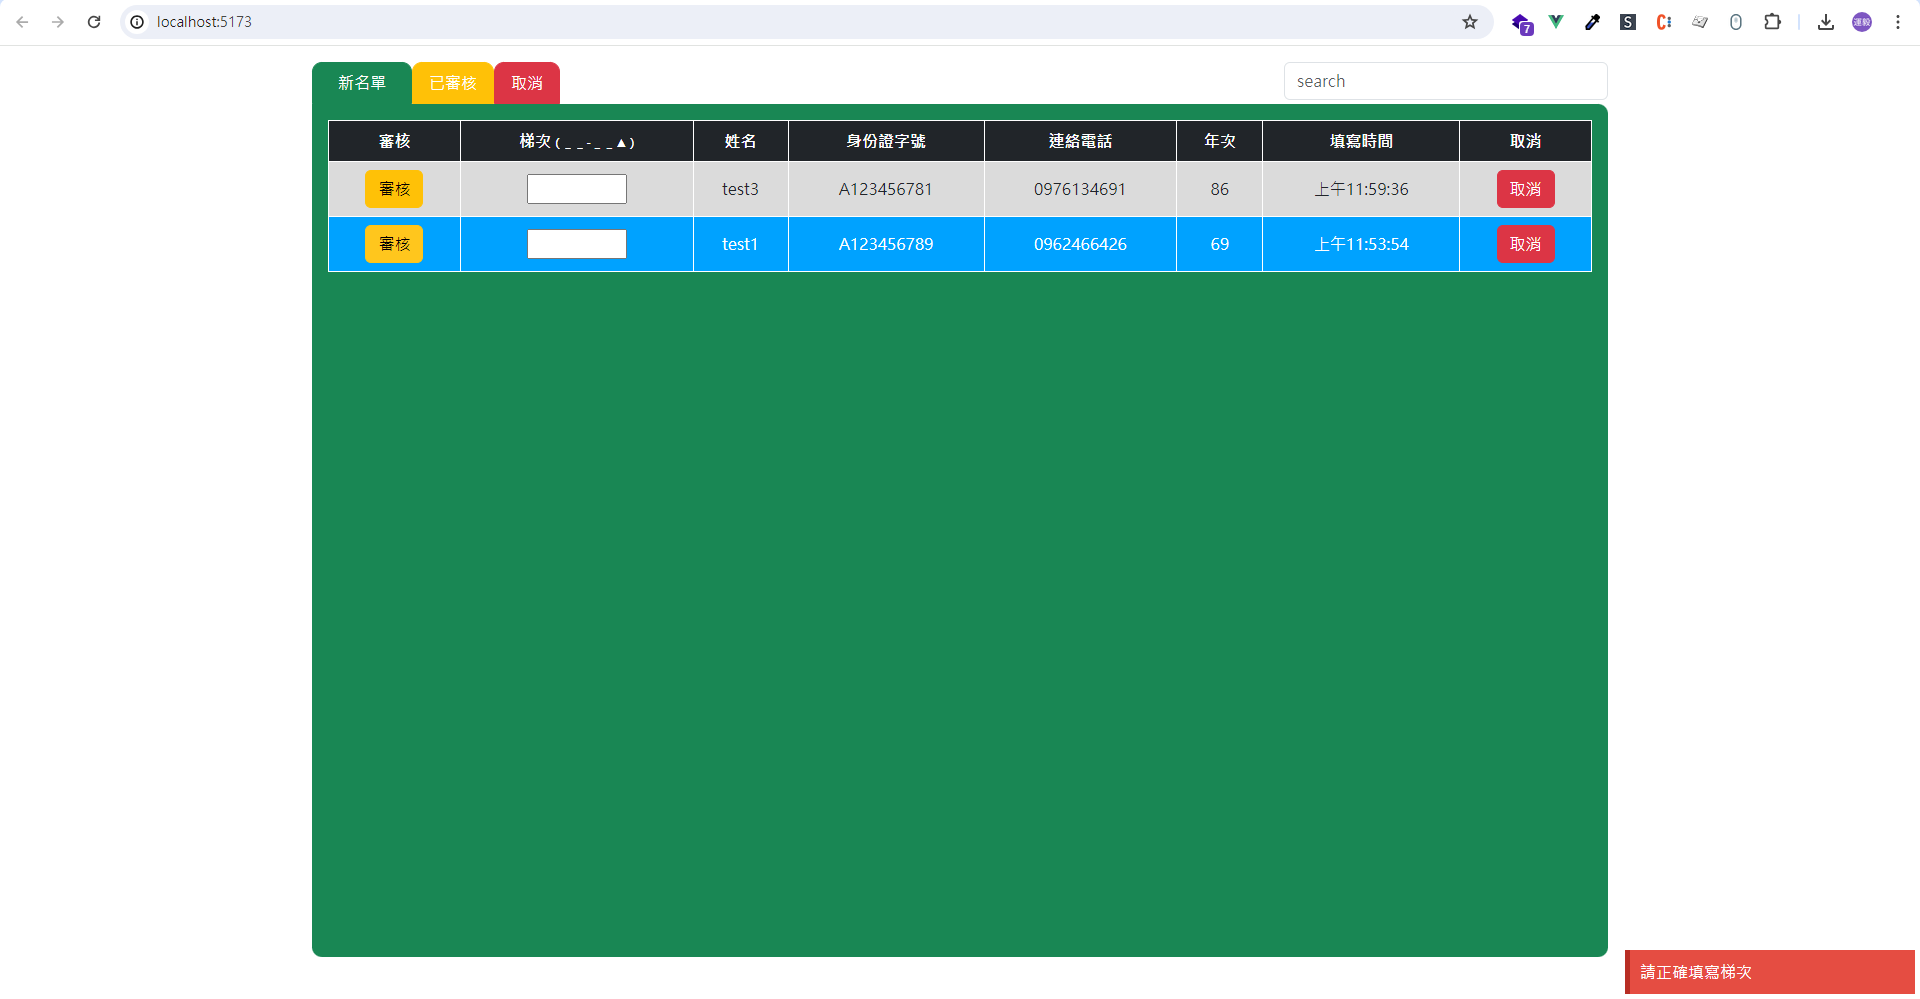 localhost:5173
7
S
新名單 已審核 取消 search
審核 梯次(__-__▲) 姓名 身份證字號 連絡電話 年次 填寫時間 取消
審核 test3 A123456781 0976134691 86 上午11:59:36 取消
審核 test1 A123456789 0962466426 69 上午11:53:54 取消
請正確填寫梯次